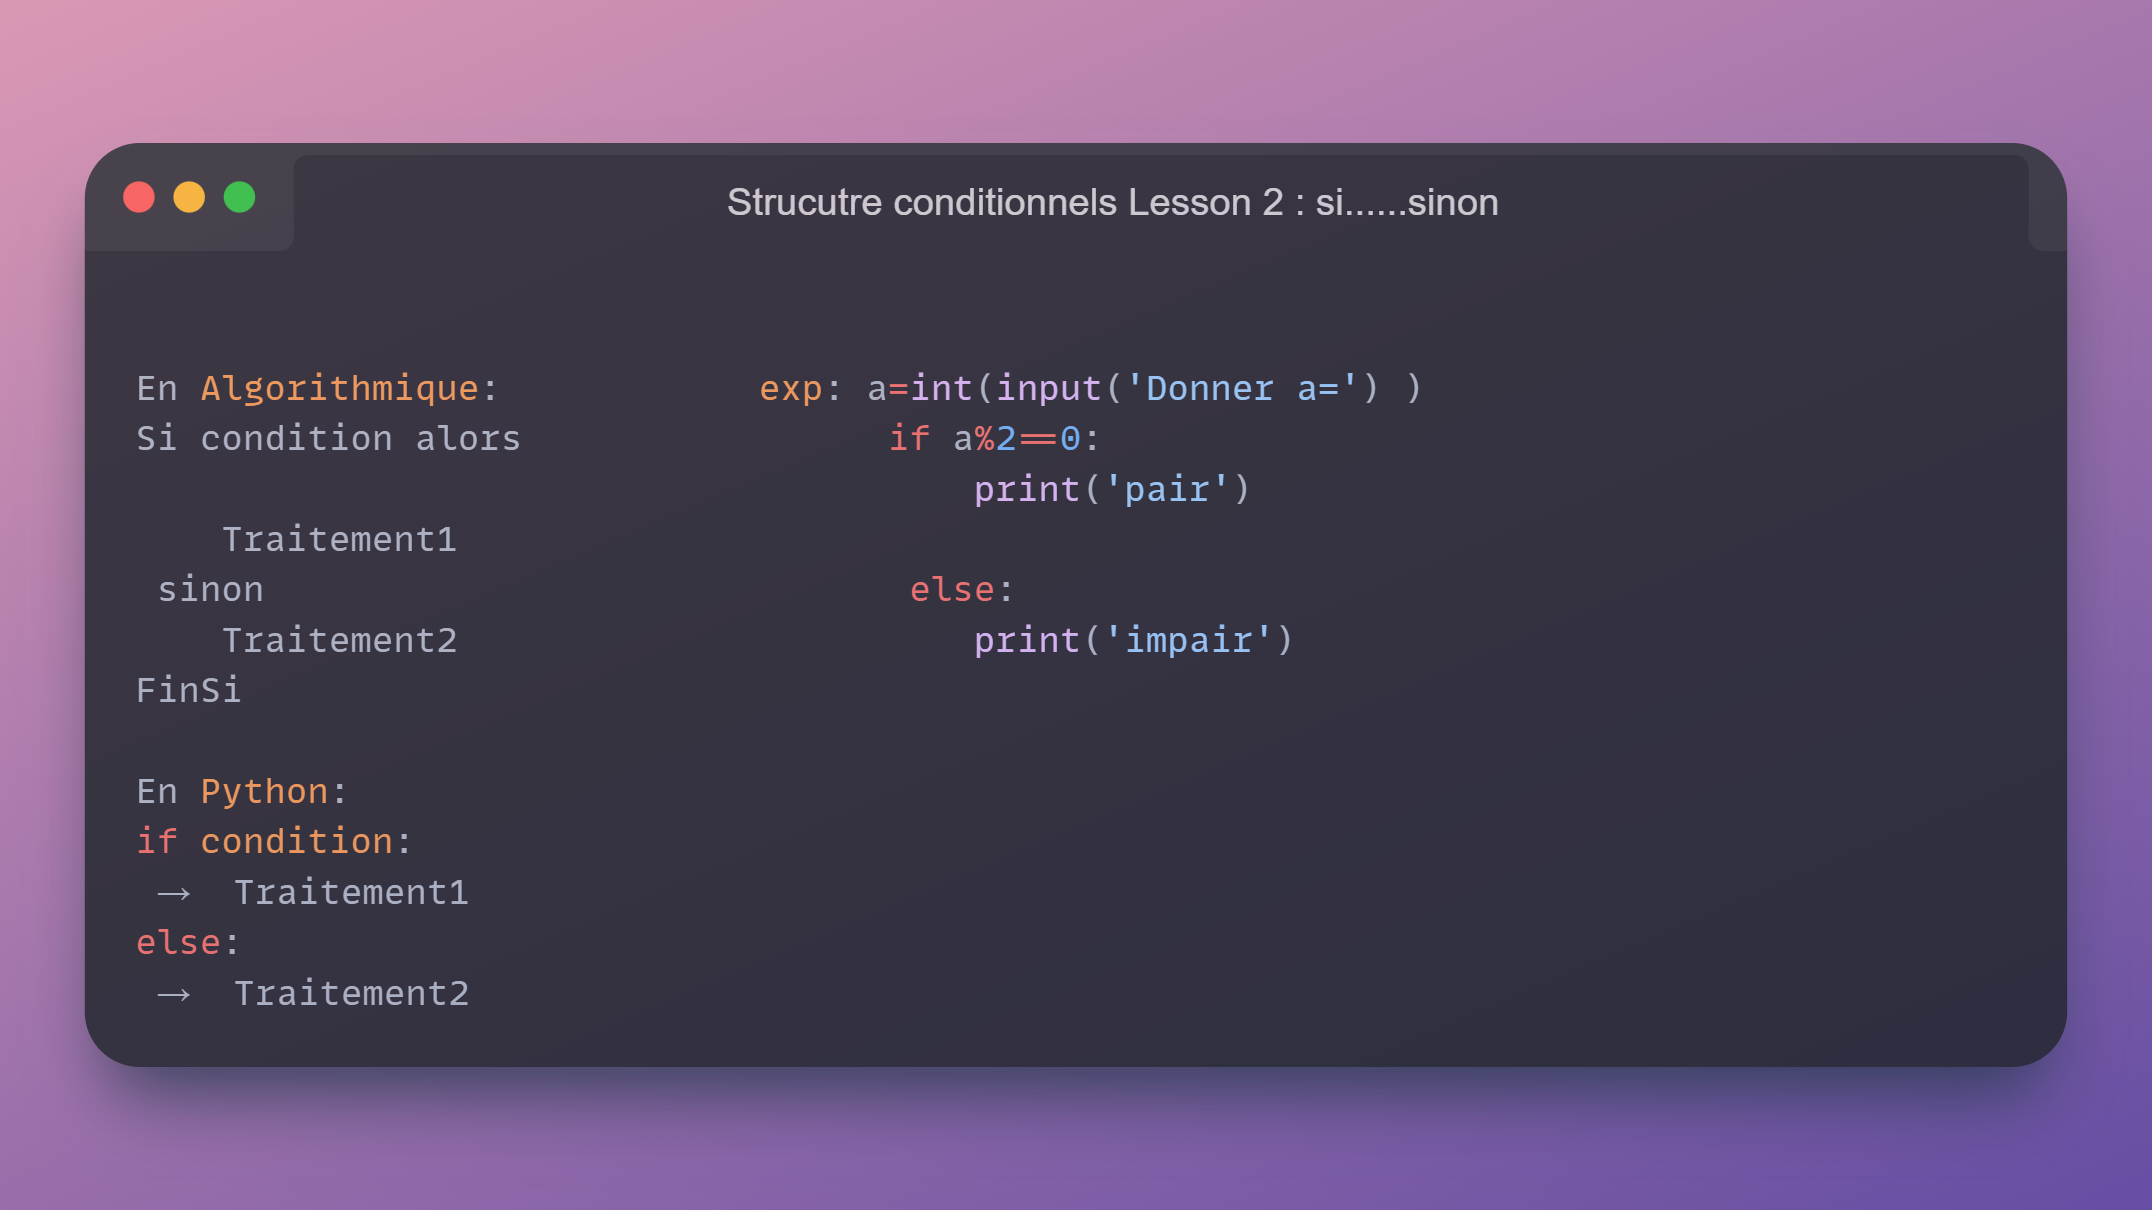 Strucutre conditionnels Lesson 2 : si......sinon
En Algorithmique:
Si condition alors
Traitement1
sinon
Traitement2
FinSi
En Python:
if condition:
→ Traitement1
else:
→ Traitement2
exp: a=int(input('Donner a=') )
if a%2==0:
print('pair')
else:
print('impair')